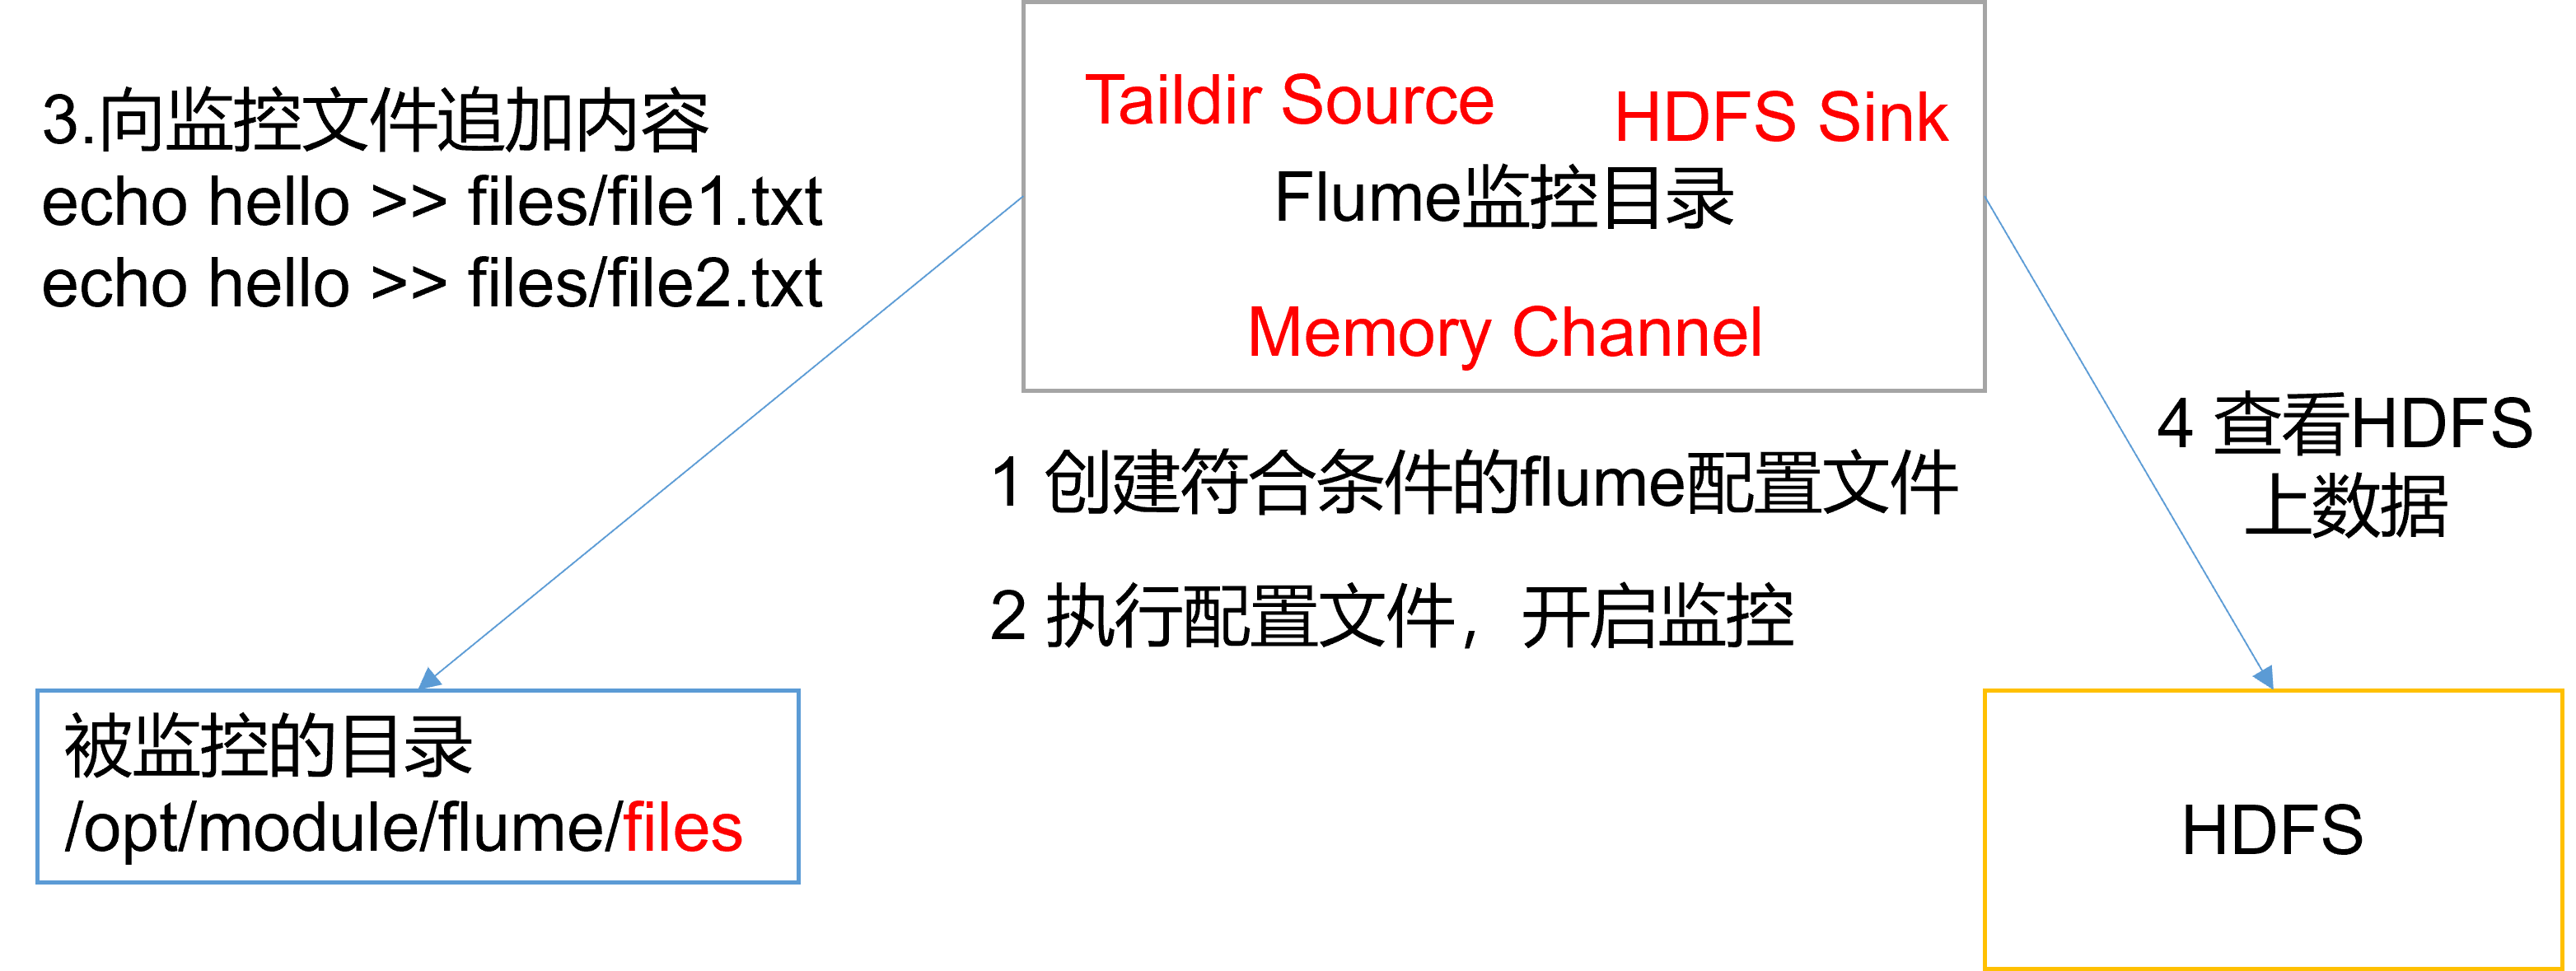 3.向监控文件追加内容
echo hello >> files/file1.txt
echo hello >> files/file2.txt
Taildir Source
HDFS Sink
Flume监控目录
Memory Channel
1 创建符合条件的flume配置文件
2 执行配置文件，开启监控
4 查看HDFS
上数据
被监控的目录
/opt/module/flume/files
HDFS